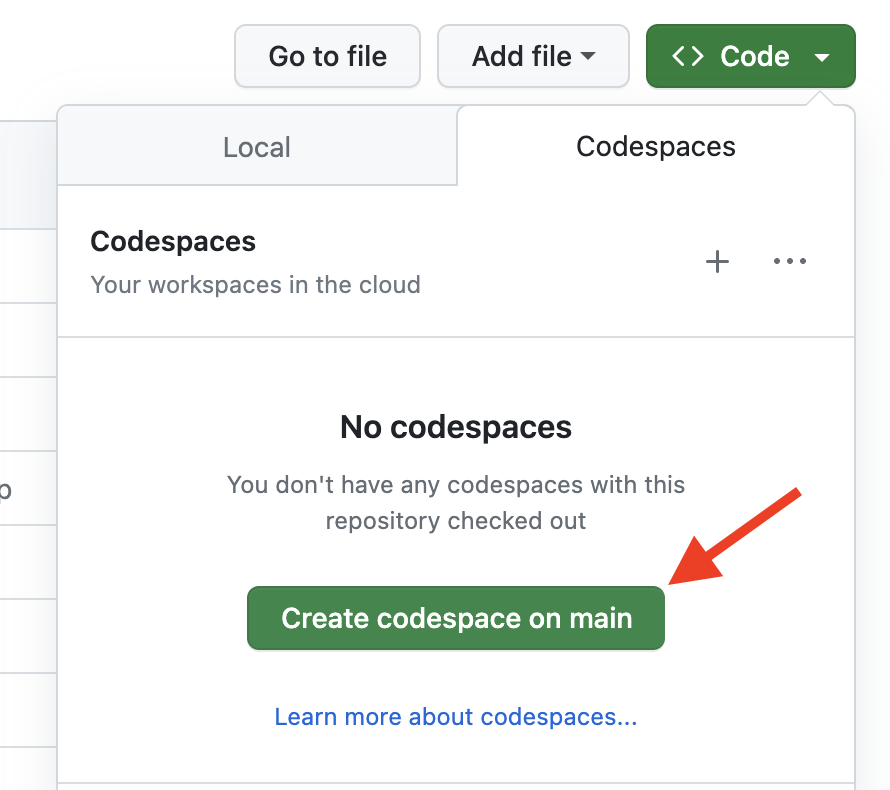 Go to file
Add file
<> Code
Local
Codespaces
Codespaces
Your workspaces in the cloud
No codespaces
You don't have any codespaces with this
repository checked out
p
Create codespace on main
Learn more about codespaces...